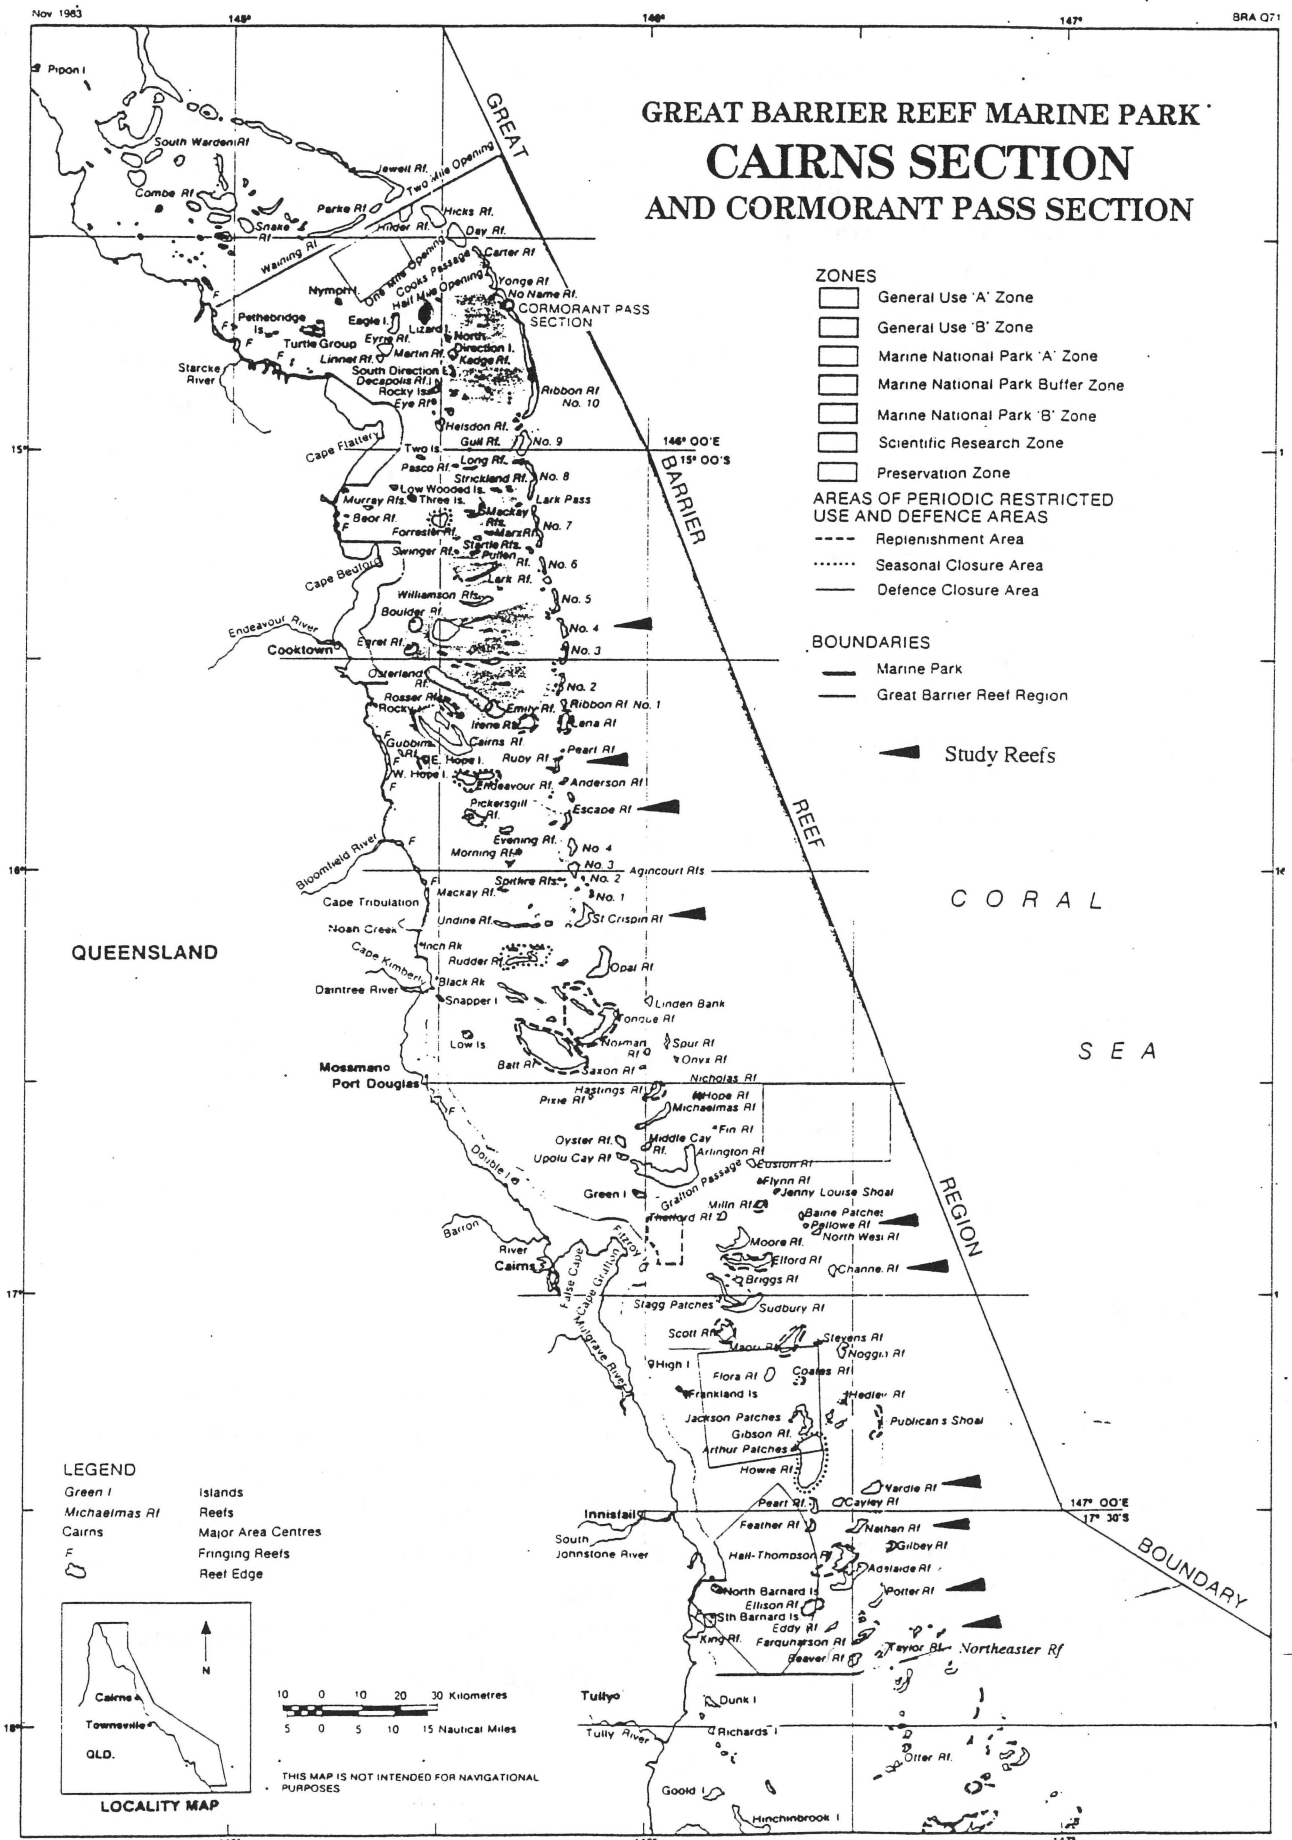 Nov 1983
BRA Q71
145°
146°
147°
GREAT BARRIER REEF MARINE PARK
CAIRNS SECTION
AND CORMORANT PASS SECTION
ZONES
General Use 'A' Zone
General Use 'B' Zone
Marine National Park 'A' Zone
Marine National Park Buffer Zone
Marine National Park 'B' Zone
Scientific Research Zone
Preservation Zone
AREAS OF PERIODIC RESTRICTED
USE AND DEFENCE AREAS
Replenishment Area
Seasonal Closure Area
Defence Closure Area
BOUNDARIES
Marine Park
Great Barrier Reef Region
Study Reefs
GREAT
BARRIER
REEF
REGION
BOUNDARY
CORAL
SEA
QUEENSLAND
Pipon I
South Warden Rf
Combe Rf
Jewell Rf.
Two Mile Opening
Parke Rf
Hilder Rf.
Hicks Rf.
Snake
Rf
Day Rf.
Waining Rf
One Mile Opening
Cooks Passage
Carter Rf
Half Mile Opening
Yonge Rf
No Name Rf.
CORMORANT PASS
SECTION
Nymph I.
Pethebridge
Is.
Eagle I.
Lizard I.
Turtle Group
Eyrie Rf.
North
Direction I.
Linnet Rf.
Martin Rf.
Kedge Rf.
Starcke
River
South Direction I.
Decapolis Rf.
Rocky Is
Eye Rf
Ribbon Rf
No. 10
Helsdon Rf.
Cape Flattery
Two Is.
Gull Rf.
No. 9
15°
146° 00'E
15° 00'S
Pasco Rf.
Long Rf.
Strickland Rf.
No. 8
Low Wooded Is.
Murray Rfs.
Three Is.
Lark Pass
Beor Rf.
Mackay
Rfs.
Forrester Rf.
Marx Rf.
No. 7
Swinger Rf.
Startle Rfs.
Pullen
Rf.
No. 6
Cape Bedford
Lark Rf.
Williamson Rfs.
No. 5
Boulder Rf.
No. 4
Endeavour River
Cooktown
Egret Rf.
No. 3
Osterland
Rf.
No. 2
Rosser Rf.
Rocky I.
Emily Rf.
Ribbon Rf No. 1
Irene Rf.
Lena Rf
Gubbins
Rf.
Cairns Rf
Pearl Rf
E. Hope I.
Ruby Rf
W. Hope I.
Endeavour Rf.
Anderson Rf
Pickersgill
Rf.
Escape Rf
Bloomfield River
Evening Rf.
No 4
Morning Rf.
No. 3
16°
Agincourt Rfs
Spitfire Rfs.
No. 2
Mackay Rf.
No. 1
Cape Tribulation
Undine Rf.
St Crispin Rf
Noah Creek
Inch Rk
Cape Kimberly
Rudder Rf.
Opal Rf
Black Rk
Daintree River
Snapper I
Linden Bank
Tongue Rf
Low Is
Norman
Rf
Spur Rf
Onyx Rf
Batt Rf
Saxon Rf
Mossman
Port Douglas
Nicholas Rf
Hastings Rf
Pixie Rf
Hope Rf
Michaelmas Rf
Fin Rf
Oyster Rf.
Middle Cay
Rf.
Upolu Cay Rf
Arlington Rf
Double I
Grafton Passage
Euston Rf
Flynn Rf
Green I
Jenny Louise Shoal
Milln Rf
Thetford Rf
Baine Patches
Pellowe Rf
Barron
River
North West Rf
Moore Rf.
Cairns
Fitzroy I
Elford Rf
False Cape
Cape Grafton
Channel Rf
Briggs Rf
17°
Stagg Patches
Sudbury Rf
Mulgrave River
Scott Rf
Maori Rf
Stevens Rf
Noggin Rf
High I
Flora Rf
Coates Rf
Frankland Is
Hedley Rf
Jackson Patches
Publican's Shoal
Gibson Rf.
Arthur Patches
Howie Rf
Yardie Rf
Innisfail
Pearl Rf.
Cayley Rf
147° 00'E
17° 30'S
South
Johnstone River
Feather Rf
Nathan Rf
Gilbey Rf.
Hall-Thompson Rf
Adelaide Rf
North Barnard Is
Potter Rf
Ellison Rf
Sth Barnard Is
Eddy Rf
King Rf.
Farquharson Rf
Taylor Rf.
Northeaster Rf
Beaver Rf
Tully
Dunk I
18°
Tully River
Richards I
Otter Rf.
Goold I
Hinchinbrook I
LEGEND
Green I Islands
Michaelmas Rf Reefs
Cairns Major Area Centres
F Fringing Reefs
Reef Edge
N
Cairns
Townsville
QLD.
LOCALITY MAP
10 0 10 20 30 Kilometres
5 0 5 10 15 Nautical Miles
THIS MAP IS NOT INTENDED FOR NAVIGATIONAL
PURPOSES